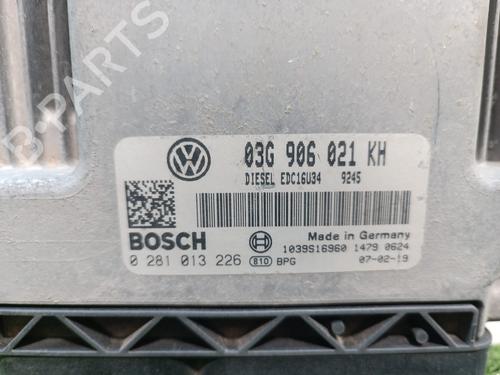 B-PARTS
03G 906 021 KH
DIESEL EDC16U34 9245
BOSCH
Made in Germany
1039S16960 1479 0624
0 281 013 226 810 BPG 07-02-19